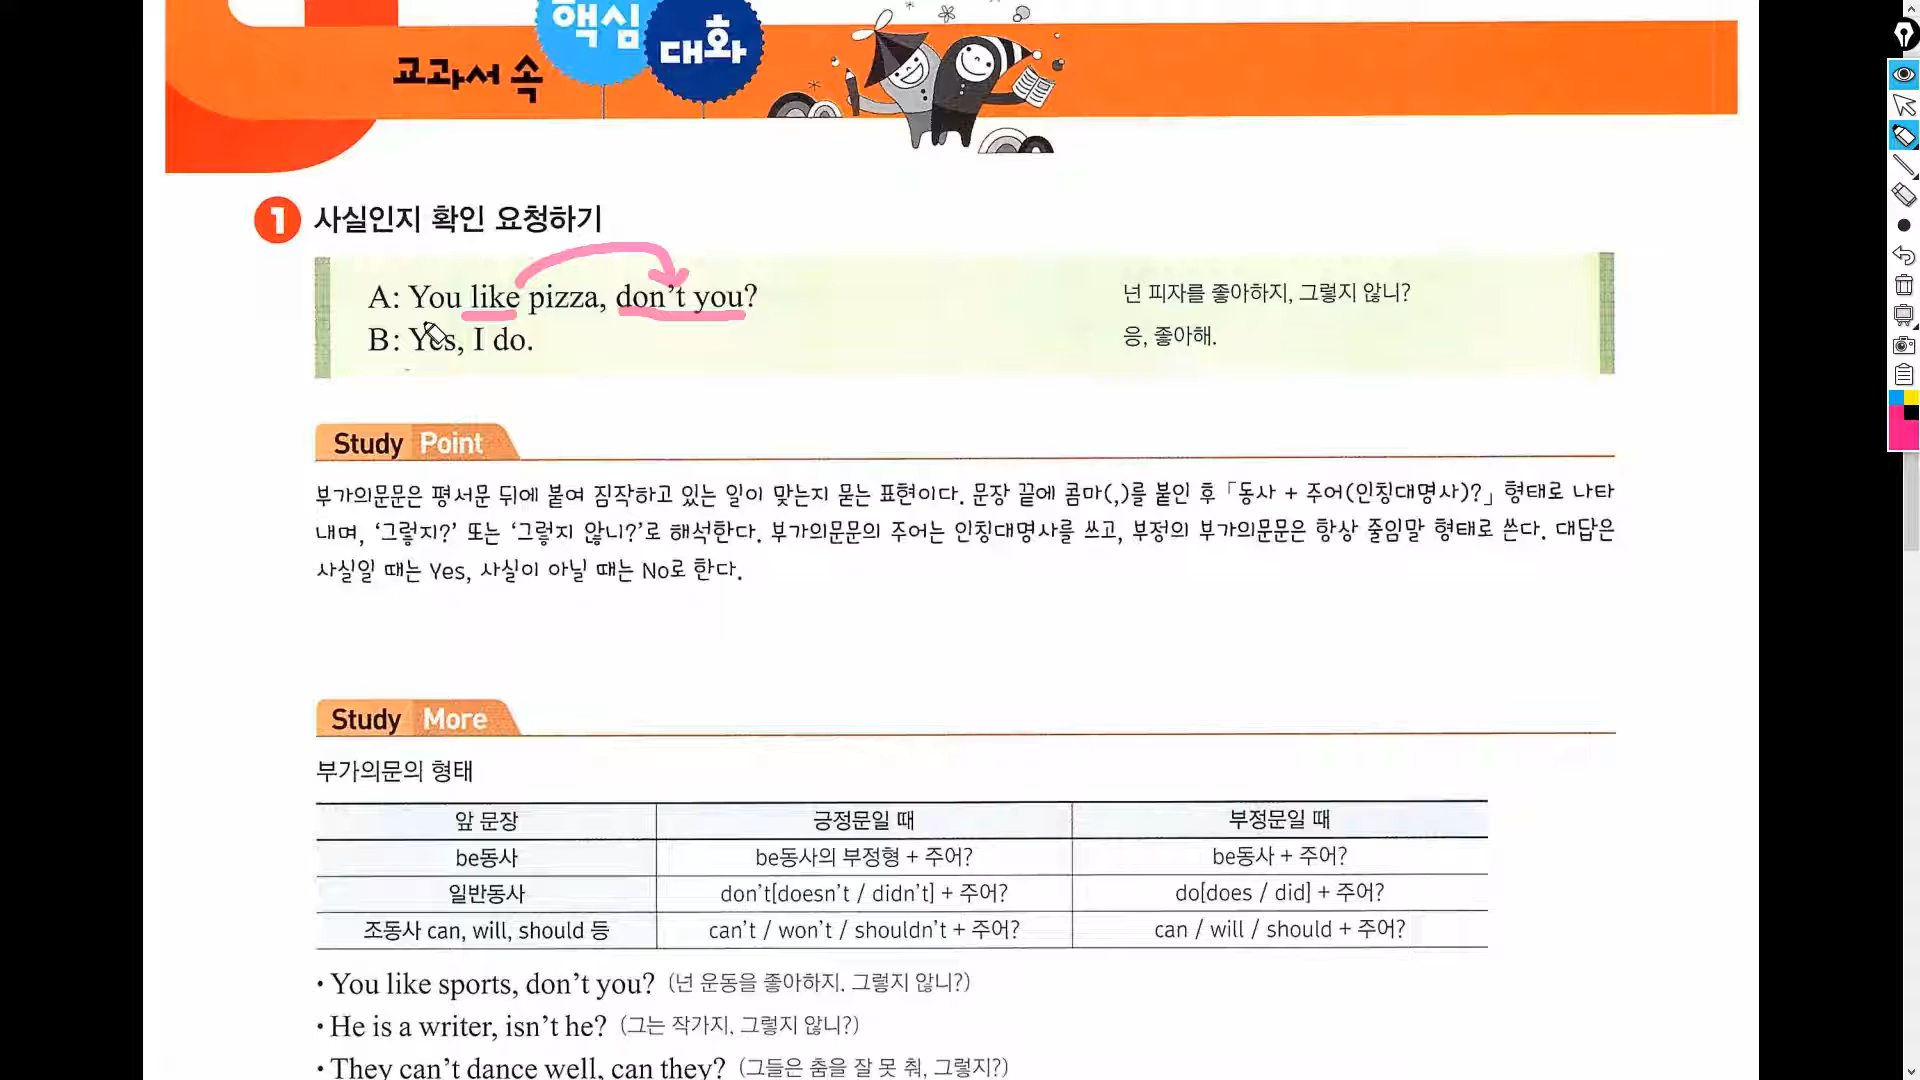 교과서 속
핵심
대화
1 사실인지 확인 요청하기
A: You like pizza, don't you?
넌 피자를 좋아하지, 그렇지 않니?
B: Yes, I do.
응, 좋아해.
Study Point
부가의문문은 평서문 뒤에 붙여 짐작하고 있는 일이 맞는지 묻는 표현이다. 문장 끝에 콤마(,)를 붙인 후 「동사 + 주어(인칭대명사)?」 형태로 나타
내며, '그렇지?' 또는 '그렇지 않니?'로 해석한다. 부가의문문의 주어는 인칭대명사를 쓰고, 부정의 부가의문문은 항상 줄임말 형태로 쓴다. 대답은
사실일 때는 Yes, 사실이 아닐 때는 No로 한다.
Study More
부가의문의 형태
앞 문장 긍정문일 때 부정문일 때
be동사 be동사의 부정형 + 주어? be동사 + 주어?
일반동사 don't[doesn't / didn't] + 주어? do[does / did] + 주어?
조동사 can, will, should 등 can't / won't / shouldn't + 주어? can / will / should + 주어?
• You like sports, don't you? (넌 운동을 좋아하지, 그렇지 않니?)
• He is a writer, isn't he? (그는 작가지, 그렇지 않니?)
• They can't dance well, can they? (그들은 춤을 잘 못 춰, 그렇지?)